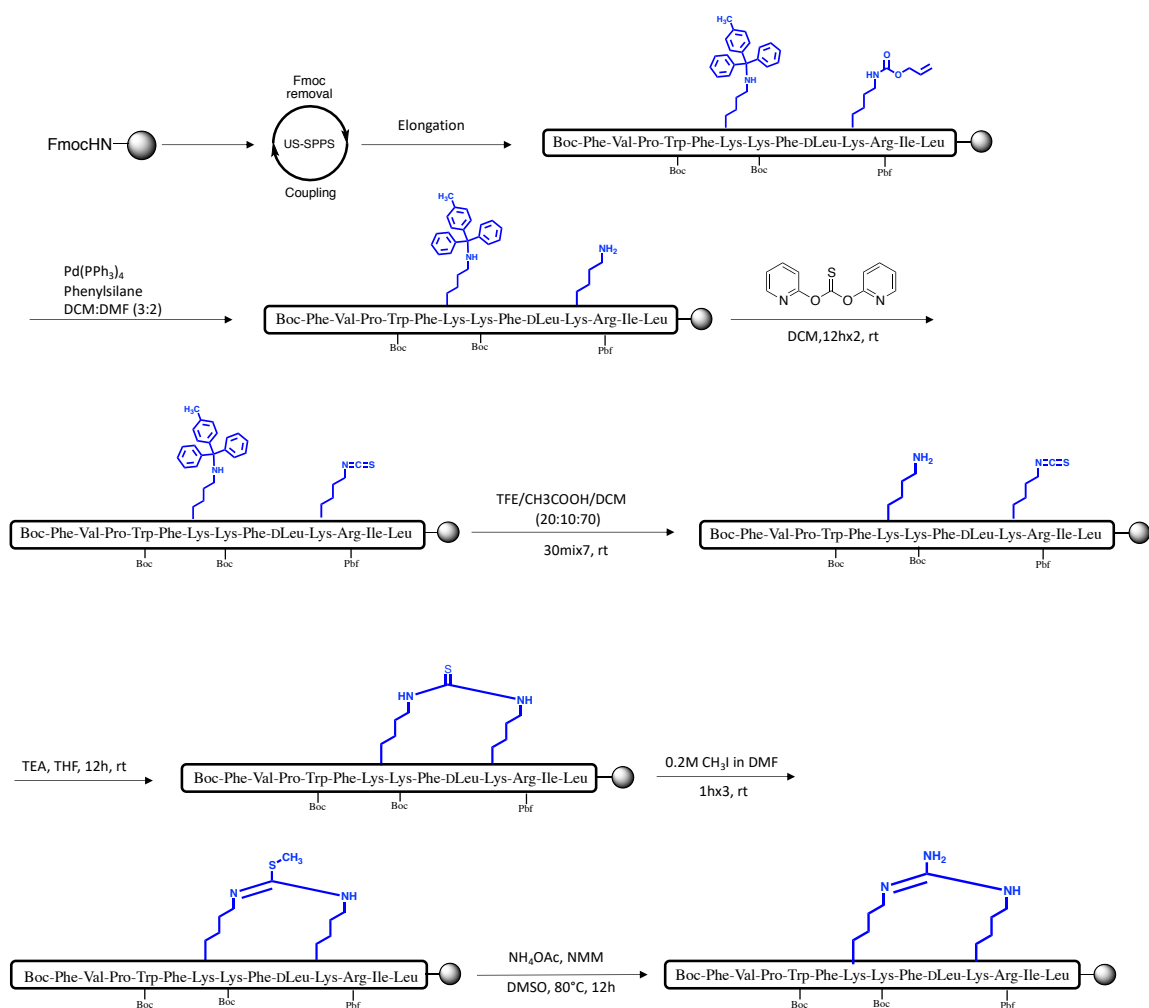 H₃C
NH
Fmoc
removal
O
HN
O
FmocHN
US-SPPS
Elongation
Coupling
Boc-Phe-Val-Pro-Trp-Phe-Lys-Lys-Phe-DLeu-Lys-Arg-Ile-Leu
Boc
Boc
Pbf
H₃C
NH
NH₂
Pd(PPh₃)₄
Phenylsilane
DCM:DMF (3:2)
S
N
O
O
N
Boc-Phe-Val-Pro-Trp-Phe-Lys-Lys-Phe-DLeu-Lys-Arg-Ile-Leu
Boc
Boc
Pbf
DCM,12hx2, rt
H₃C
NH
N=C=S
TFE/CH3COOH/DCM
(20:10:70)
30mix7, rt
NH₂
N=C=S
Boc-Phe-Val-Pro-Trp-Phe-Lys-Lys-Phe-DLeu-Lys-Arg-Ile-Leu
Boc
Boc
Pbf
Boc-Phe-Val-Pro-Trp-Phe-Lys-Lys-Phe-DLeu-Lys-Arg-Ile-Leu
Boc
Boc
Pbf
S
HN
NH
TEA, THF, 12h, rt
Boc-Phe-Val-Pro-Trp-Phe-Lys-Lys-Phe-DLeu-Lys-Arg-Ile-Leu
Boc
Boc
Pbf
0.2M CH₃I in DMF
1hx3, rt
CH₃
S
N
NH
Boc-Phe-Val-Pro-Trp-Phe-Lys-Lys-Phe-DLeu-Lys-Arg-Ile-Leu
Boc
Boc
Pbf
NH₄OAc, NMM
DMSO, 80°C, 12h
NH₂
N
NH
Boc-Phe-Val-Pro-Trp-Phe-Lys-Lys-Phe-DLeu-Lys-Arg-Ile-Leu
Boc
Boc
Pbf